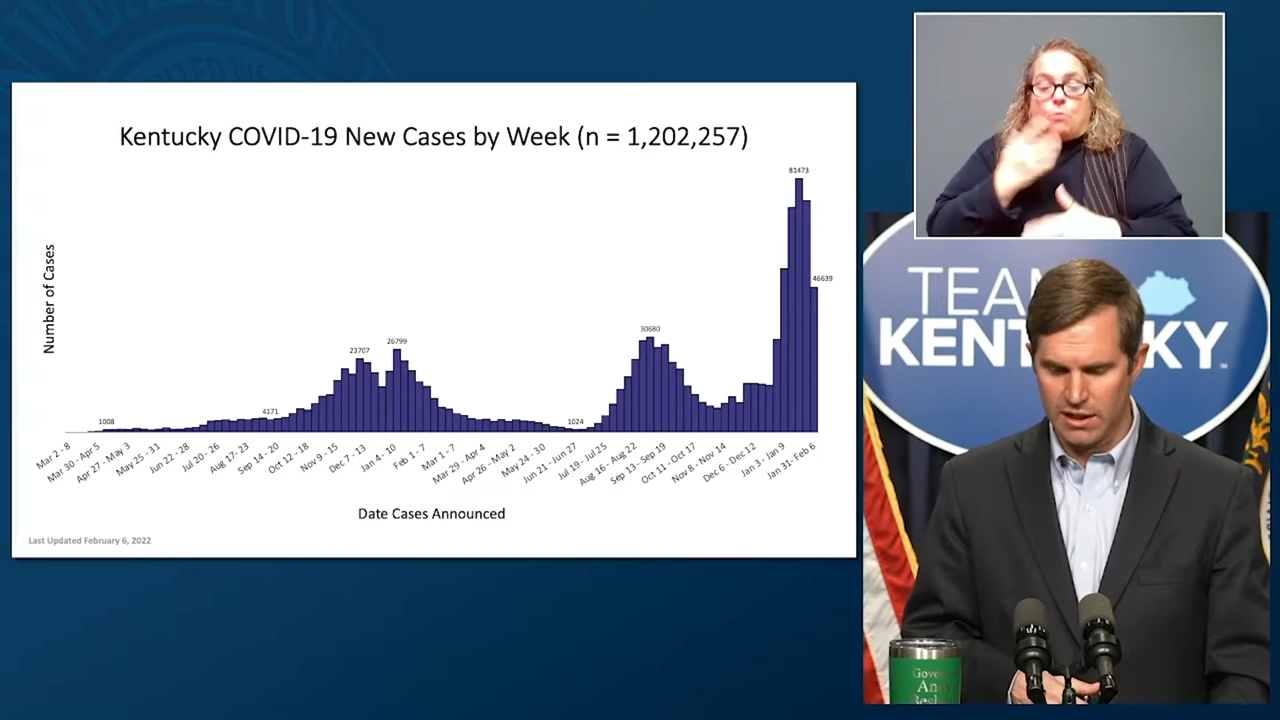 Kentucky COVID-19 New Cases by Week (n = 1,202,257)
81473
46639
30680
26799
23707
4171
1008
1024
Number of Cases
Mar 2 - 8
Mar 30 - Apr 5
Apr 27 - May 3
May 25 - 31
Jun 22 - 28
Jul 20 - 26
Aug 17 - 23
Sep 14 - 20
Oct 12 - 18
Nov 9 - 15
Dec 7 - 13
Jan 4 - 10
Feb 1 - 7
Mar 1 - 7
Mar 29 - Apr 4
Apr 26 - May 2
May 24 - 30
Jun 21 - Jun 27
Jul 19 - Jul 25
Aug 16 - Aug 22
Sep 13 - Sep 19
Oct 11 - Oct 17
Nov 8 - Nov 14
Dec 6 - Dec 12
Jan 3 - Jan 9
Jan 31 - Feb 6
Date Cases Announced
Last Updated February 6, 2022
TEA
KENT KY™
Gove
An
Besh